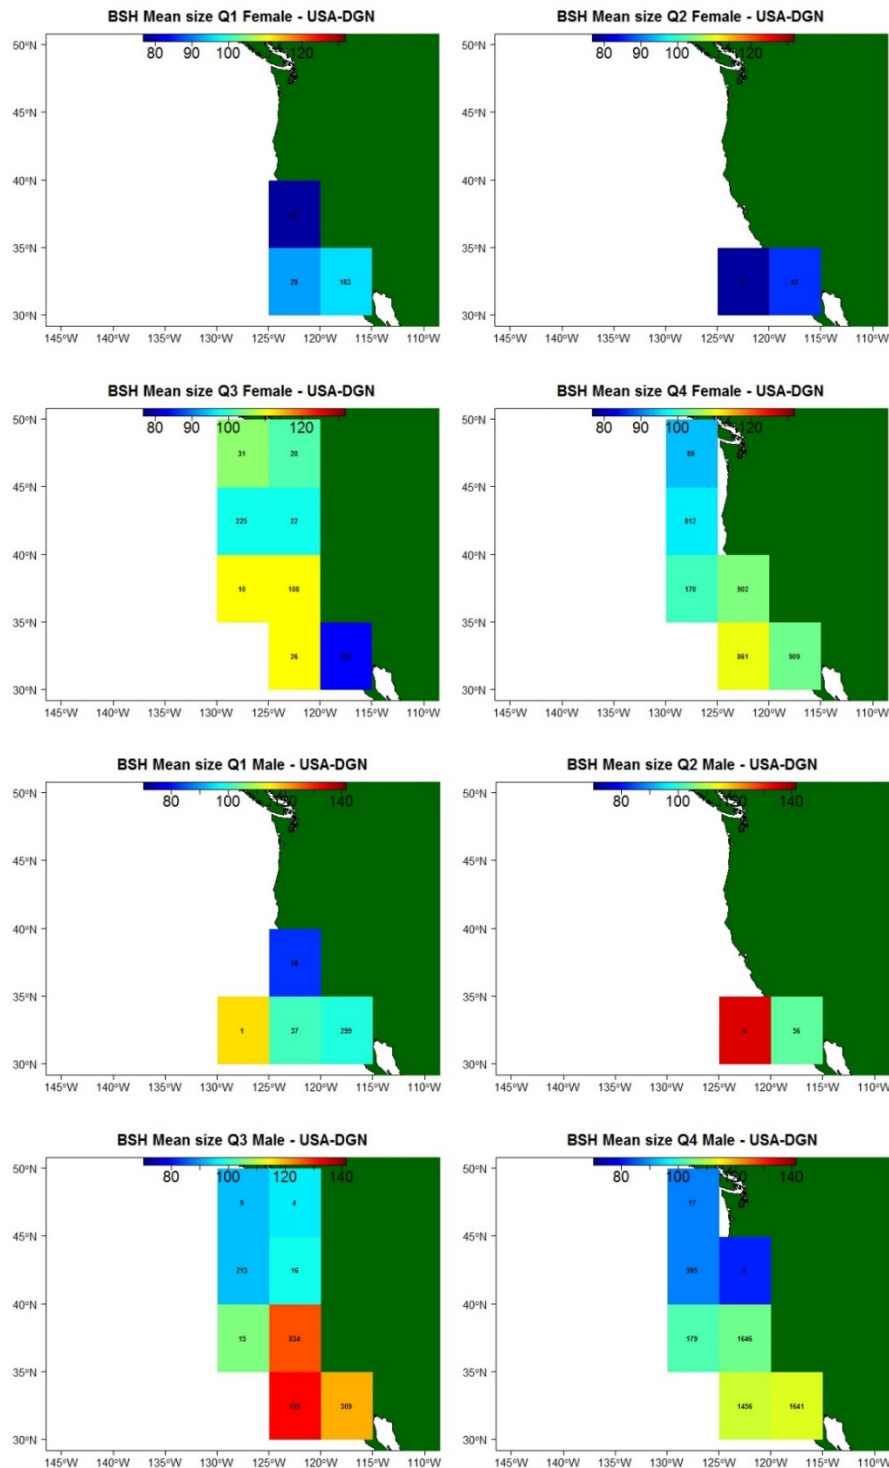 BSH Mean size Q1 Female - USA-DGN
80 90 100 120
50°N
45°N
40°N
35°N
29 183
30°N
145°W 140°W 135°W 130°W 125°W 120°W 115°W 110°W
BSH Mean size Q2 Female - USA-DGN
80 90 100 120
50°N
45°N
40°N
35°N
43
30°N
145°W 140°W 135°W 130°W 125°W 120°W 115°W 110°W
BSH Mean size Q3 Female - USA-DGN
80 90 100 120
50°N
31 20
45°N
225 22
40°N
10 108
35°N
26
30°N
145°W 140°W 135°W 130°W 125°W 120°W 115°W 110°W
BSH Mean size Q4 Female - USA-DGN
80 90 100 120
50°N
89
45°N
812
40°N
170 902
35°N
861 909
30°N
145°W 140°W 135°W 130°W 125°W 120°W 115°W 110°W
BSH Mean size Q1 Male - USA-DGN
80 100 120 140
50°N
45°N
40°N
35°N
1 37 299
30°N
145°W 140°W 135°W 130°W 125°W 120°W 115°W 110°W
BSH Mean size Q2 Male - USA-DGN
80 100 120 140
50°N
45°N
40°N
35°N
56
30°N
145°W 140°W 135°W 130°W 125°W 120°W 115°W 110°W
BSH Mean size Q3 Male - USA-DGN
80 100 120 140
50°N
9 4
45°N
213 16
40°N
15 834
35°N
309
30°N
145°W 140°W 135°W 130°W 125°W 120°W 115°W 110°W
BSH Mean size Q4 Male - USA-DGN
80 100 120 140
50°N
17
45°N
595
40°N
179 1646
35°N
1436 1641
30°N
145°W 140°W 135°W 130°W 125°W 120°W 115°W 110°W